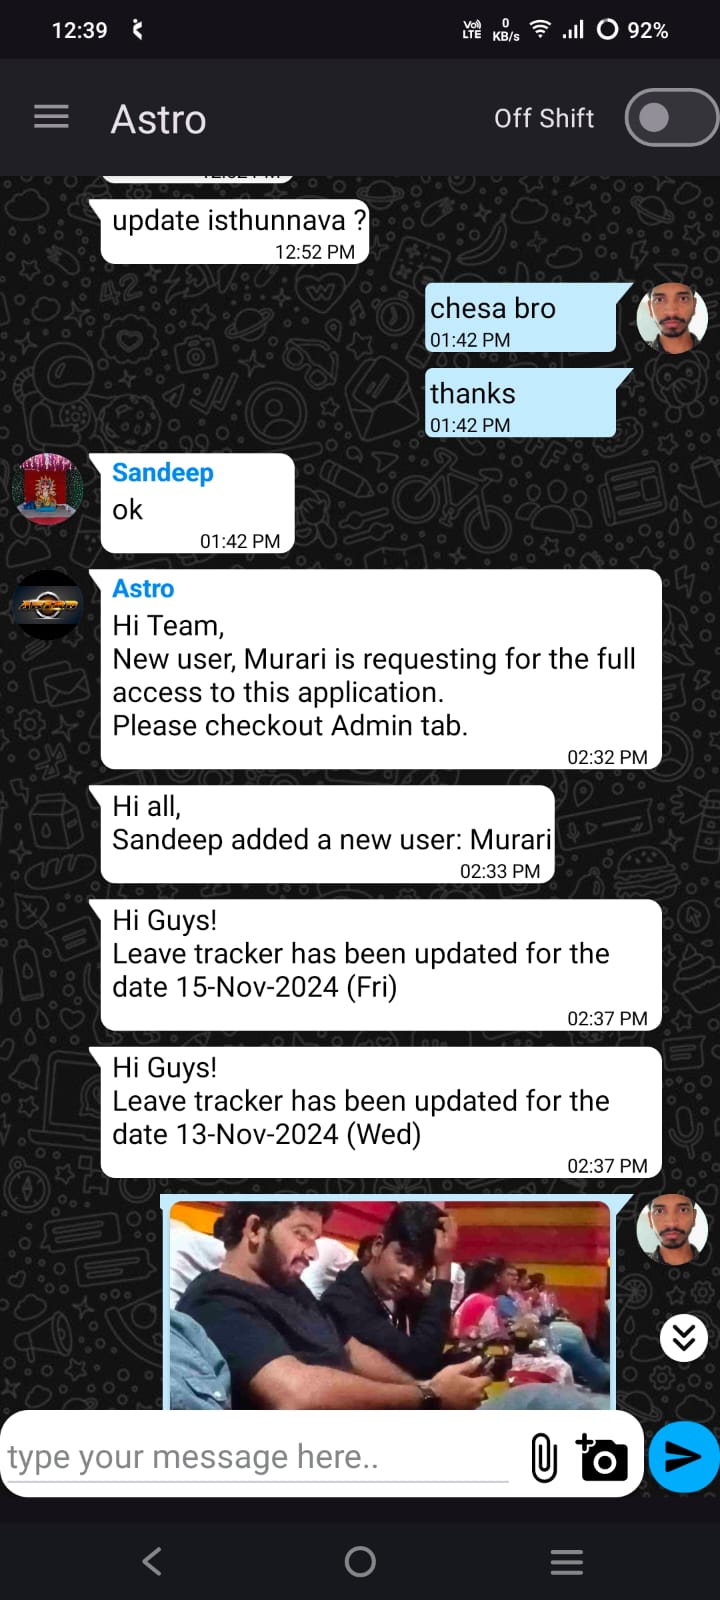 12:39
Vo) LTE
0 KB/s
92%
Astro
Off Shift
update isthunnava ?
12:52 PM
chesa bro
01:42 PM
thanks
01:42 PM
Sandeep
ok
01:42 PM
Astro
Hi Team,
New user, Murari is requesting for the full
access to this application.
Please checkout Admin tab.
02:32 PM
Hi all,
Sandeep added a new user: Murari
02:33 PM
Hi Guys!
Leave tracker has been updated for the
date 15-Nov-2024 (Fri)
02:37 PM
Hi Guys!
Leave tracker has been updated for the
date 13-Nov-2024 (Wed)
02:37 PM
type your message here..